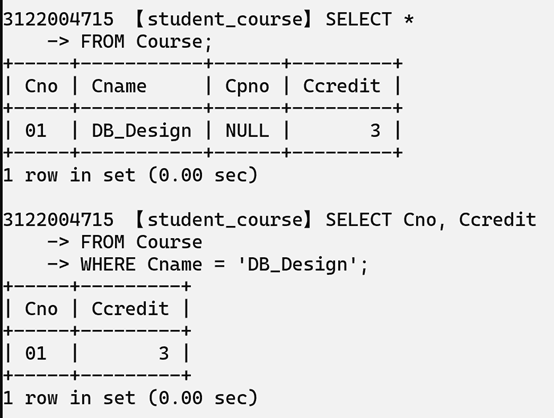 3122004715 【student_course】 SELECT *
    -> FROM Course;
+-----+-----------+------+---------+
| Cno | Cname     | Cpno | Ccredit |
+-----+-----------+------+---------+
| 01  | DB_Design | NULL |       3 |
+-----+-----------+------+---------+
1 row in set (0.00 sec)

3122004715 【student_course】 SELECT Cno, Ccredit
    -> FROM Course
    -> WHERE Cname = 'DB_Design';
+-----+---------+
| Cno | Ccredit |
+-----+---------+
| 01  |       3 |
+-----+---------+
1 row in set (0.00 sec)